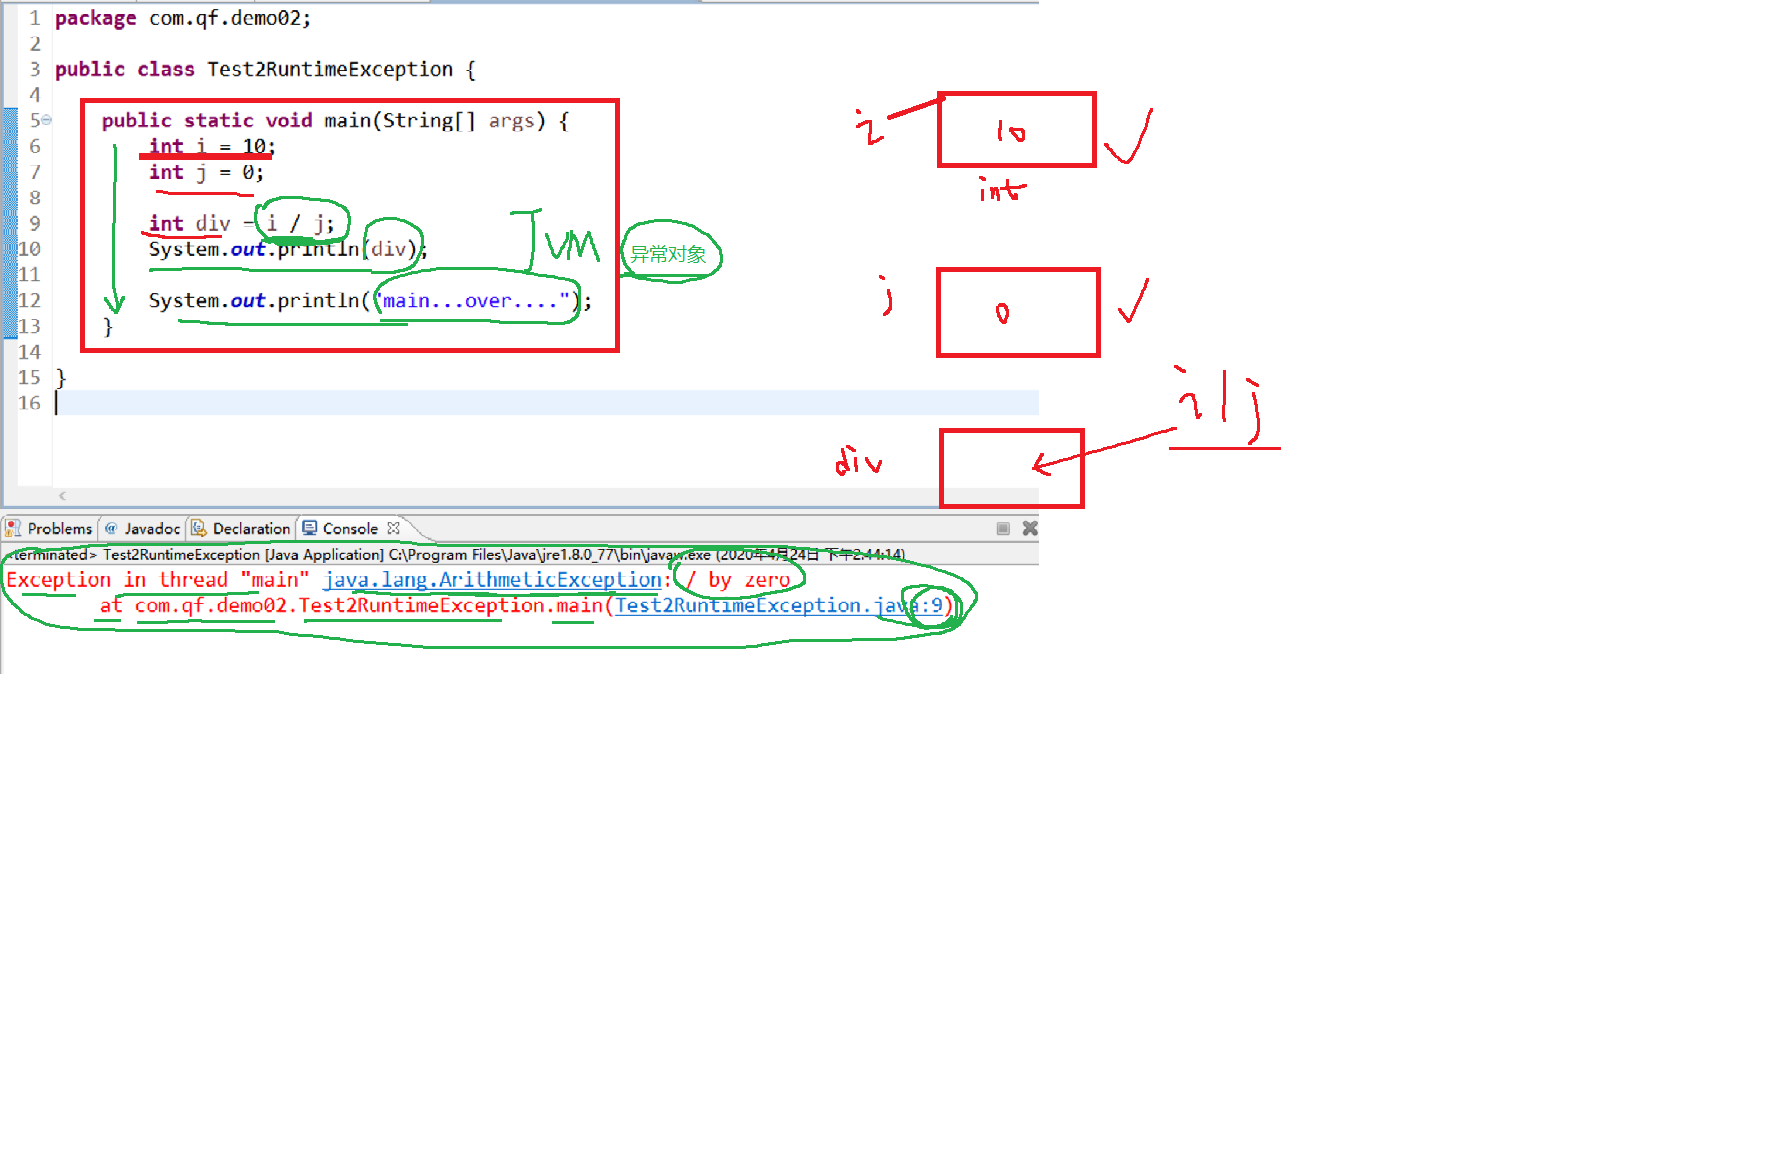 1 package com.qf.demo02;
2
3 public class Test2RuntimeException {
4
5 public static void main(String[] args) {
6 int i = 10;
7 int j = 0;
8
9 int div = i / j;
10 System.out.println(div);
11
12 System.out.println("main...over....");
13 }
14
15 }
16
VM
异常对象
i
10
int
j
0
i/j
div
Problems @ Javadoc Declaration Console
<terminated> Test2RuntimeException [Java Application] C:\Program Files\Java\jre1.8.0_77\bin\javaw.exe (2020年4月24日 下午2:44:14)
Exception in thread "main" java.lang.ArithmeticException: / by zero
at com.qf.demo02.Test2RuntimeException.main(Test2RuntimeException.java:9)